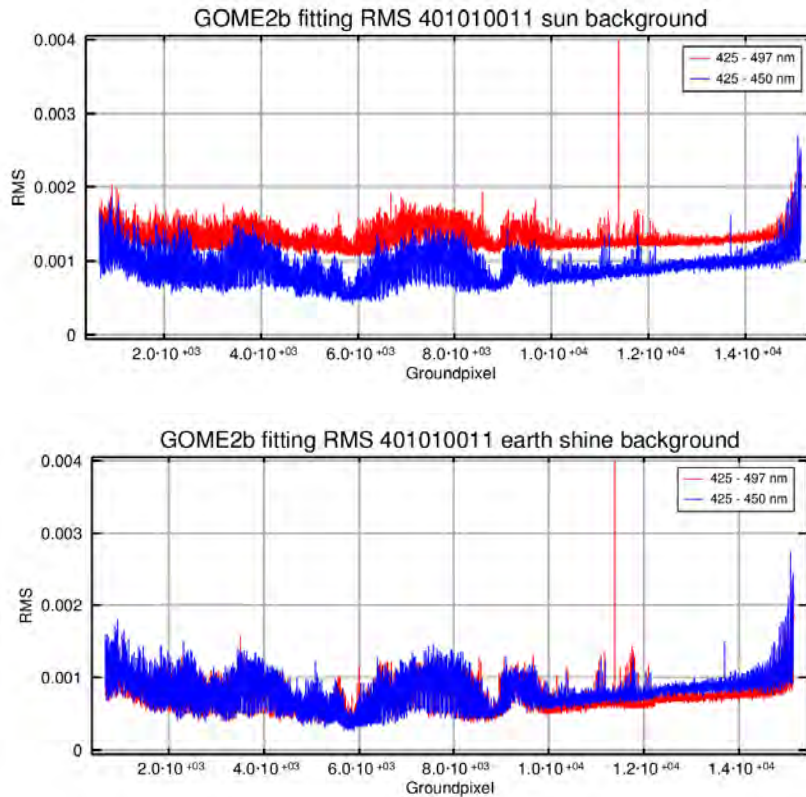 GOME2b fitting RMS 401010011 sun background
425 - 497 nm
425 - 450 nm
0.004
0.003
0.002
0.001
0
RMS
2.0·10 +03 4.0·10 +03 6.0·10 +03 8.0·10 +03 1.0·10 +04 1.2·10 +04 1.4·10 +04
Groundpixel
GOME2b fitting RMS 401010011 earth shine background
425 - 497 nm
425 - 450 nm
0.004
0.003
0.002
0.001
0
RMS
2.0·10 +03 4.0·10 +03 6.0·10 +03 8.0·10 +03 1.0·10 +04 1.2·10 +04 1.4·10 +04
Groundpixel